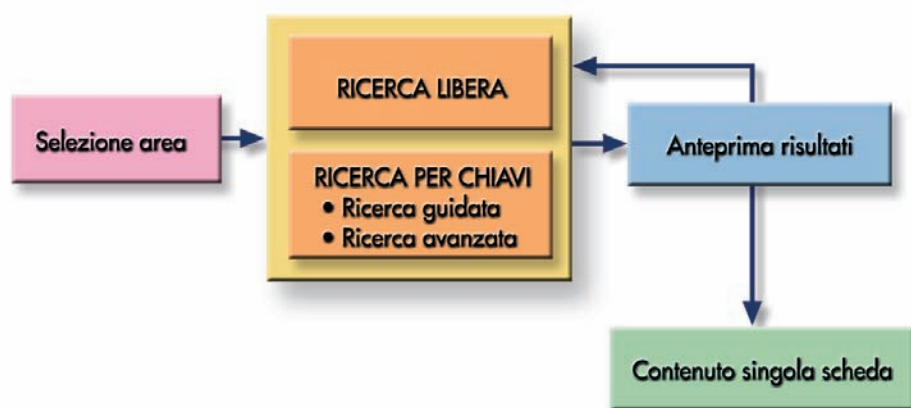 Selezione area
RICERCA LIBERA
RICERCA PER CHIAVI
• Ricerca guidata
• Ricerca avanzata
Anteprima risultati
Contenuto singola scheda